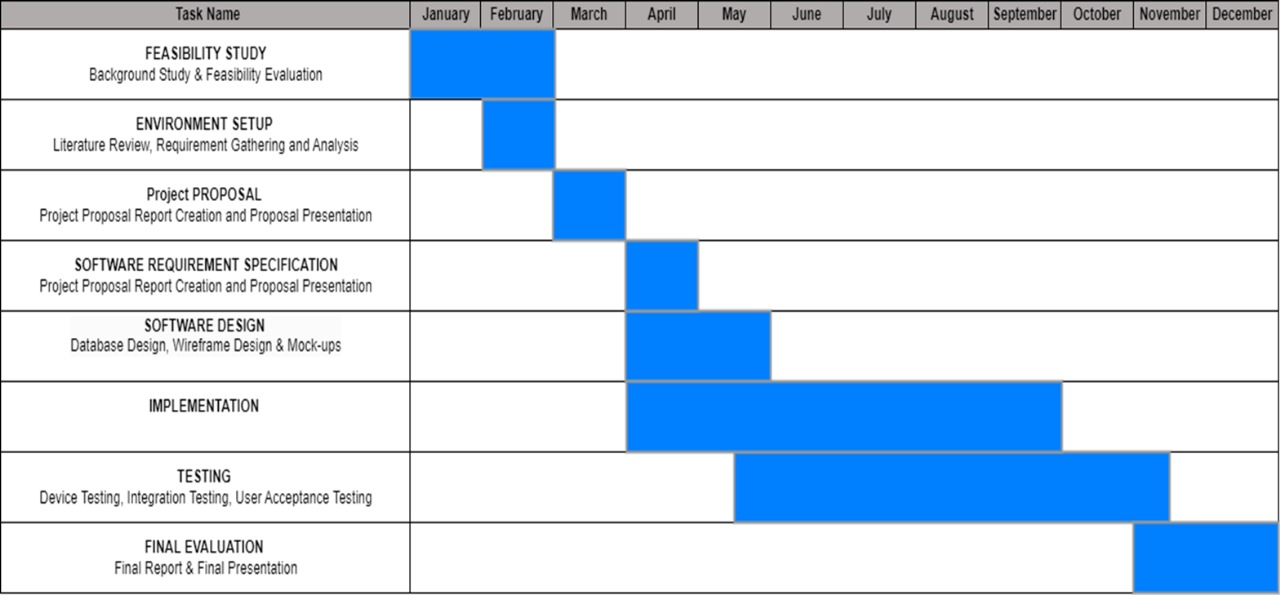 Task Name January February March April May June July August September October November December
FEASIBILITY STUDY
Background Study & Feasibility Evaluation
ENVIRONMENT SETUP
Literature Review, Requirement Gathering and Analysis
Project PROPOSAL
Project Proposal Report Creation and Proposal Presentation
SOFTWARE REQUIREMENT SPECIFICATION
Project Proposal Report Creation and Proposal Presentation
SOFTWARE DESIGN
Database Design, Wireframe Design & Mock-ups
IMPLEMENTATION
TESTING
Device Testing, Integration Testing, User Acceptance Testing
FINAL EVALUATION
Final Report & Final Presentation